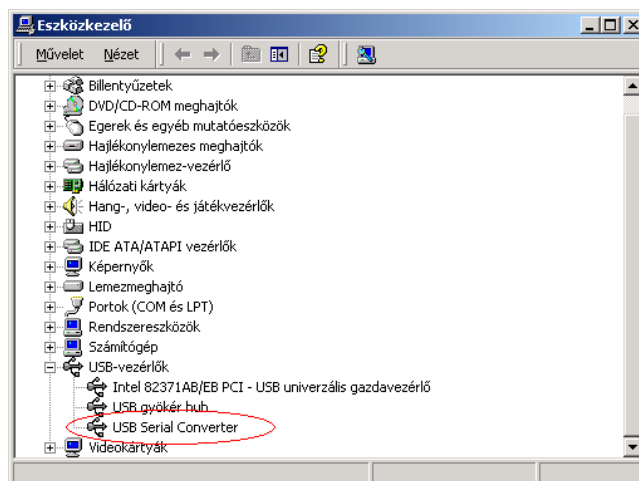 Eszközkezelő
Művelet Nézet
Billentyűzetek
DVD/CD-ROM meghajtók
Egerek és egyéb mutatóeszközök
Hajlékonylemezes meghajtók
Hajlékonylemez-vezérlő
Hálózati kártyák
Hang-, video- és játékvezérlők
HID
IDE ATA/ATAPI vezérlők
Képernyők
Lemezmeghajtó
Portok (COM és LPT)
Rendszereszközök
Számítógép
USB-vezérlők
Intel 82371AB/EB PCI - USB univerzális gazdavezérlő
USB gyökér hub
USB Serial Converter
Videokártyák